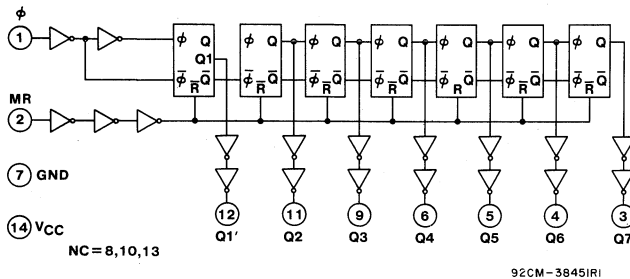 ϕ
1
ϕ Q ϕ Q ϕ Q ϕ Q ϕ Q ϕ Q ϕ Q
Q1
ϕ̅ R̅ Q̅ ϕ̅ R̅ Q̅ ϕ̅ R̅ Q̅ ϕ̅ R̅ Q̅ ϕ̅ R̅ Q̅ ϕ̅ R̅ Q̅ ϕ̅ R̅ Q̅
MR
2
7 GND
14 VCC
12 11 9 6 5 4 3
Q1' Q2 Q3 Q4 Q5 Q6 Q7
NC = 8,10,13
92CM-38451R1